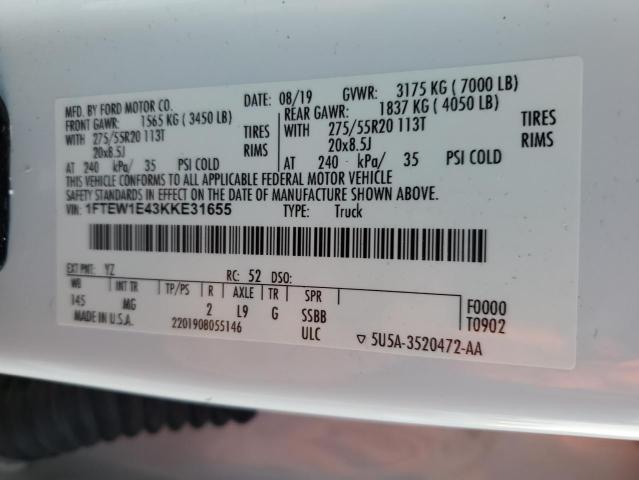 MFD. BY FORD MOTOR CO.
DATE: 08/19 GVWR: 3175 KG ( 7000 LB)
FRONT GAWR: 1565 KG ( 3450 LB)
REAR GAWR: 1837 KG ( 4050 LB)
WITH 275/55R20 113T TIRES
WITH 275/55R20 113T TIRES
20x8.5J RIMS
20x8.5J RIMS
AT 240 kPa/ 35 PSI COLD
AT 240 kPa/ 35 PSI COLD
THIS VEHICLE CONFORMS TO ALL APPLICABLE FEDERAL MOTOR VEHICLE
SAFETY STANDARDS IN EFFECT ON THE DATE OF MANUFACTURE SHOWN ABOVE.
VIN: 1FTEW1E43KKE31655 TYPE: Truck
EXT PNT: YZ RC: 52 DSO:
WB INT TR TP/PS R AXLE TR SPR
145 MG 2 L9 G SSBB
F0000
T0902
MADE IN U.S.A. 2201908055146 ULC ▽ 5U5A-3520472-AA